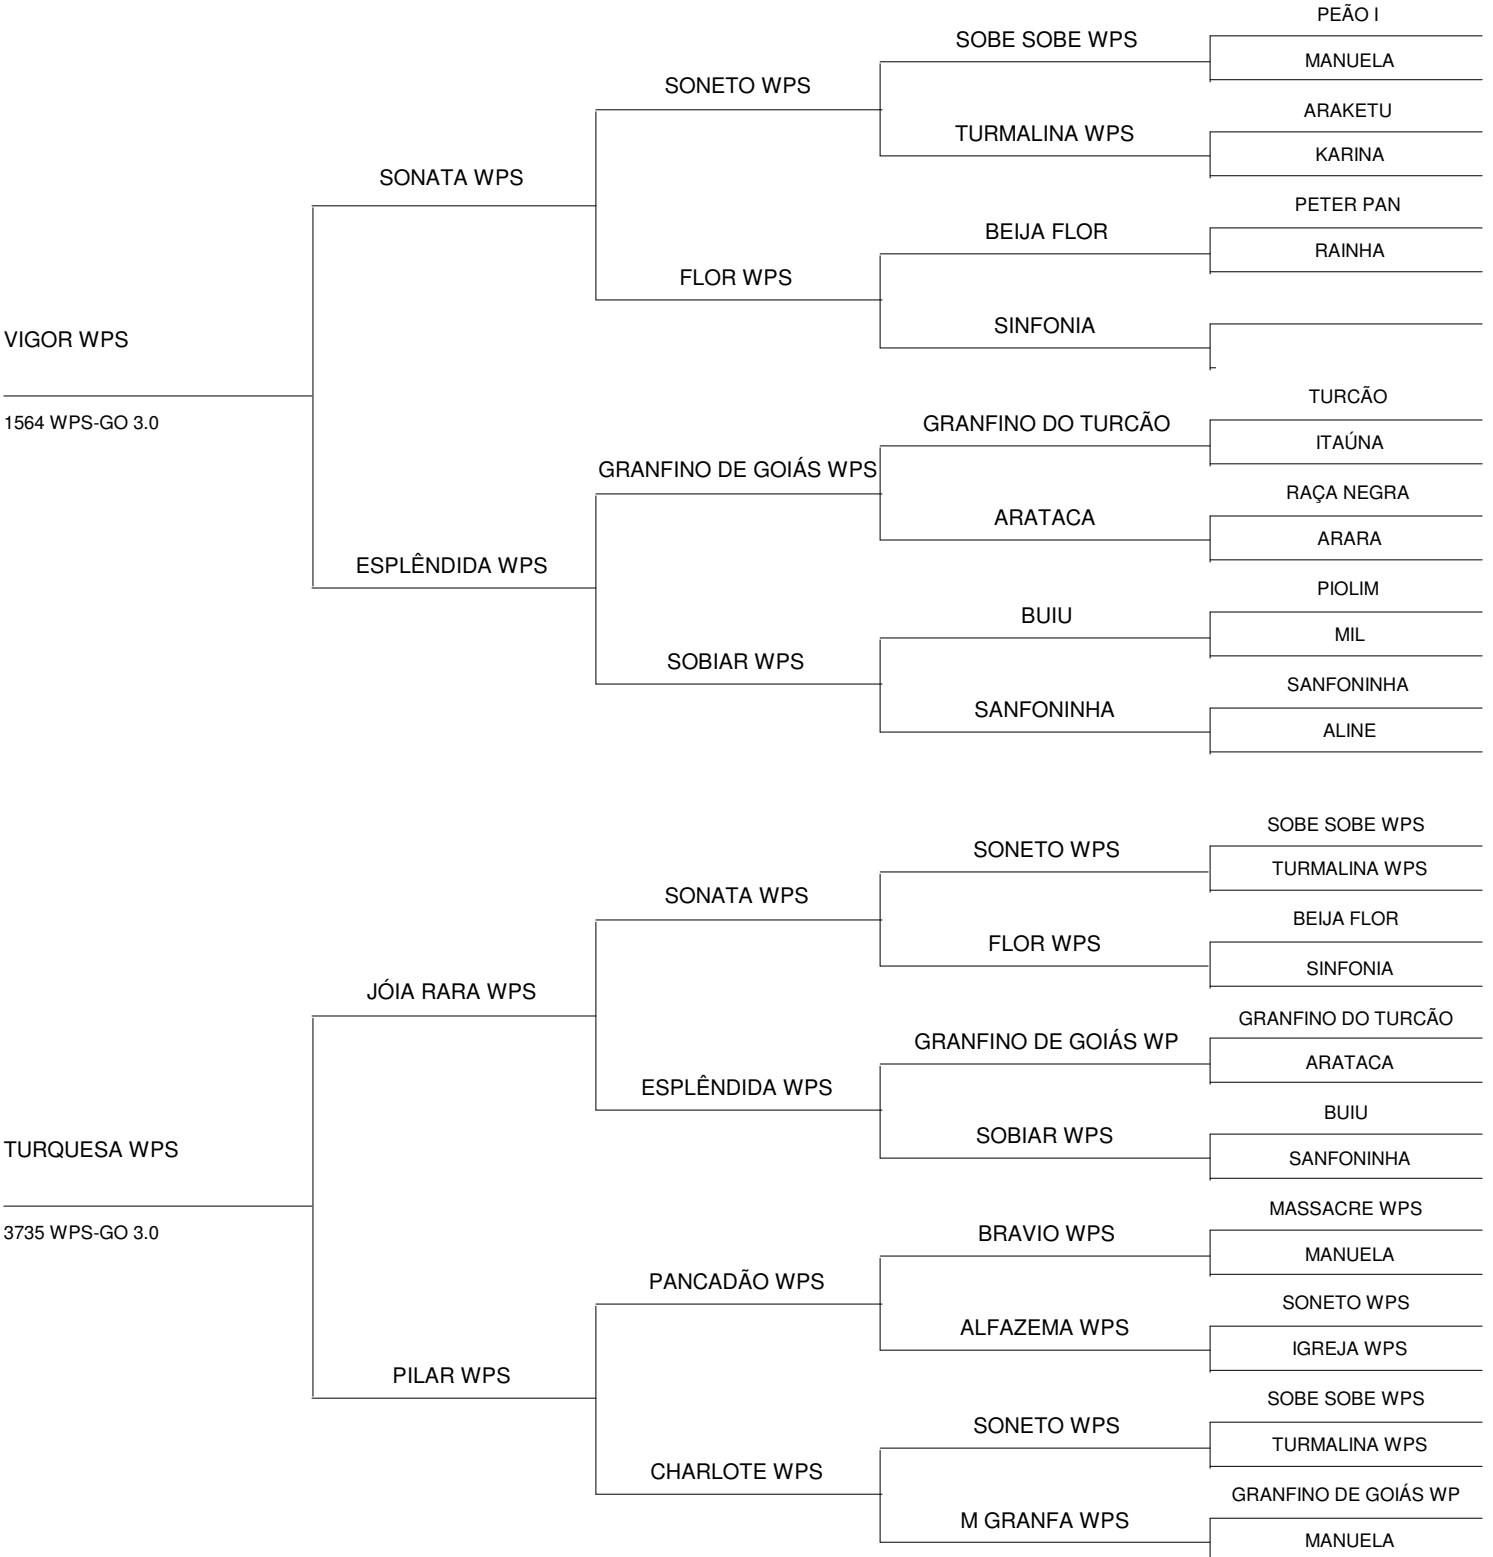 PEÃO I
SOBE SOBE WPS
MANUELA
SONETO WPS
ARAKETU
TURMALINA WPS
KARINA
SONATA WPS
PETER PAN
BEIJA FLOR
RAINHA
FLOR WPS
SINFONIA
VIGOR WPS
1564 WPS-GO 3.0
TURCÃO
GRANFINO DO TURCÃO
ITAÚNA
GRANFINO DE GOIÁS WPS
RAÇA NEGRA
ARATACA
ARARA
ESPLÊNDIDA WPS
PIOLIM
BUIU
MIL
SOBIAR WPS
SANFONINHA
SANFONINHA
ALINE
SOBE SOBE WPS
SONETO WPS
TURMALINA WPS
SONATA WPS
BEIJA FLOR
FLOR WPS
SINFONIA
JÓIA RARA WPS
GRANFINO DO TURCÃO
GRANFINO DE GOIÁS WP
ARATACA
ESPLÊNDIDA WPS
BUIU
SOBIAR WPS
SANFONINHA
TURQUESA WPS
3735 WPS-GO 3.0
MASSACRE WPS
BRAVIO WPS
MANUELA
PANCADÃO WPS
SONETO WPS
ALFAZEMA WPS
IGREJA WPS
PILAR WPS
SOBE SOBE WPS
SONETO WPS
TURMALINA WPS
CHARLOTE WPS
GRANFINO DE GOIÁS WP
M GRANFA WPS
MANUELA